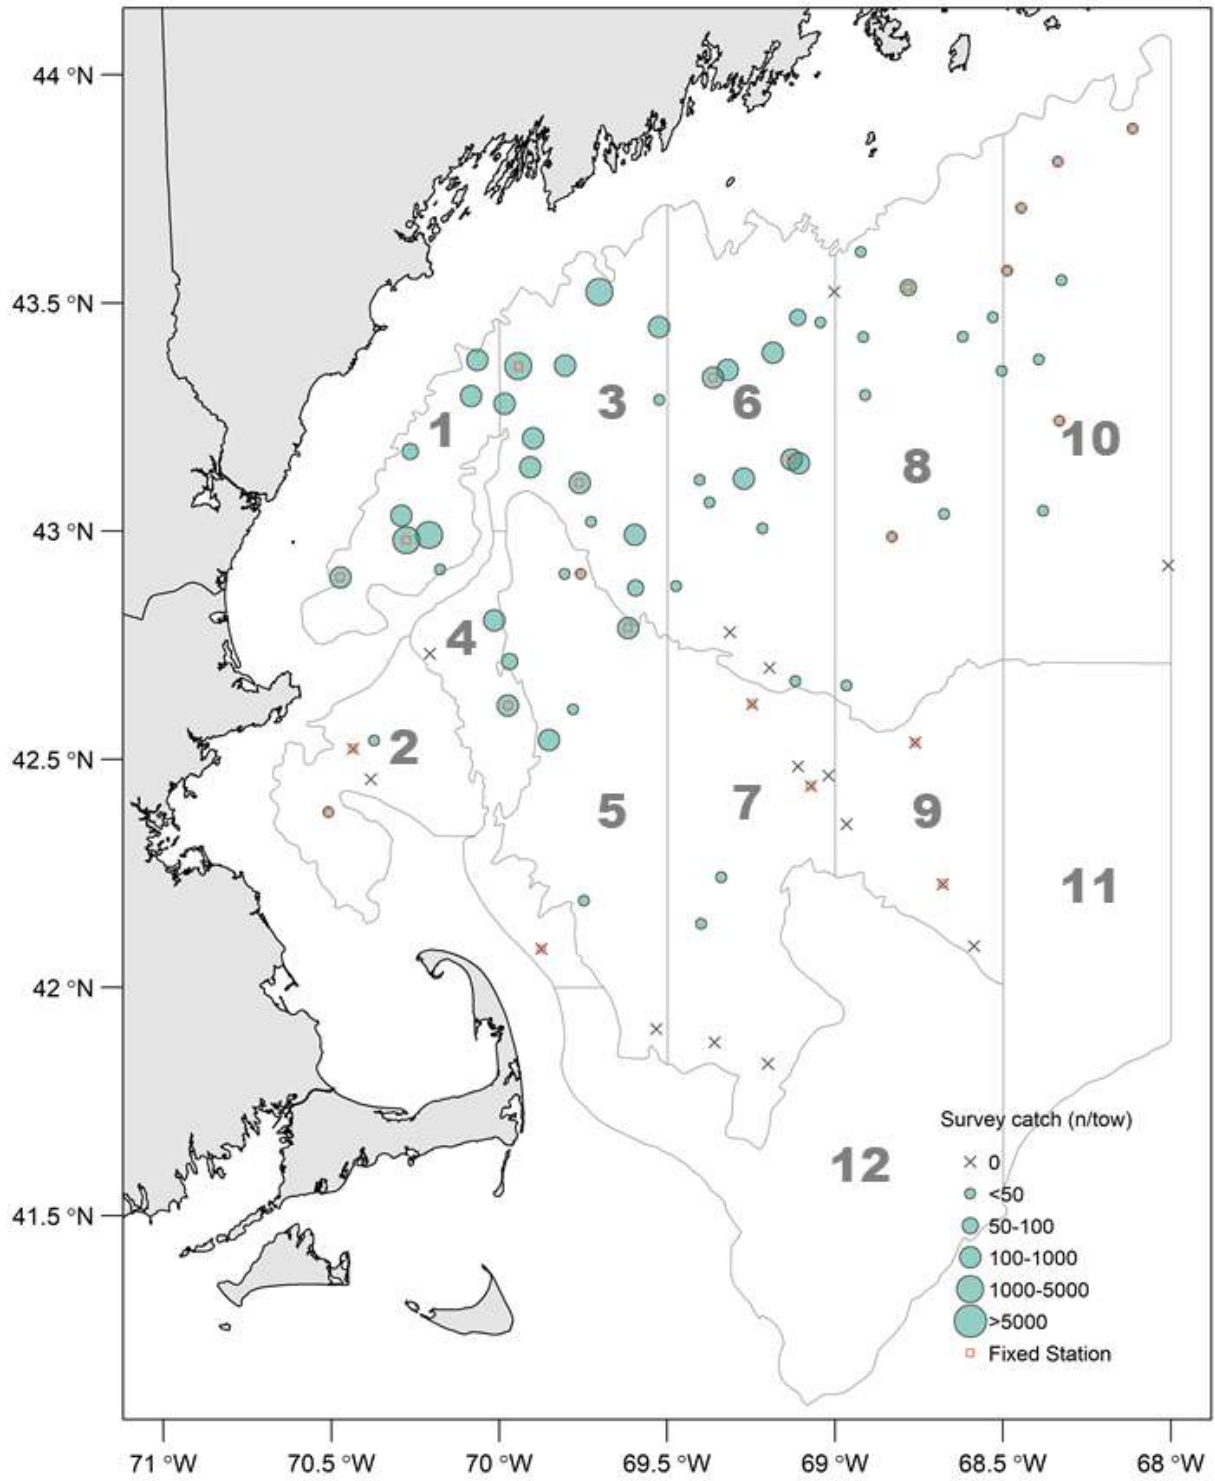 44 °N
43.5 °N
3
6
1
10
8
43 °N
4
2
42.5 °N
7
5
9
11
42 °N
Survey catch (n/tow)
0
12
<50
41.5 °N
50-100
100-1000
1000-5000
>5000
Fixed Station
71 °W 70.5 °W 70 °W 69.5 °W 69 °W 68.5 °W 68 °W